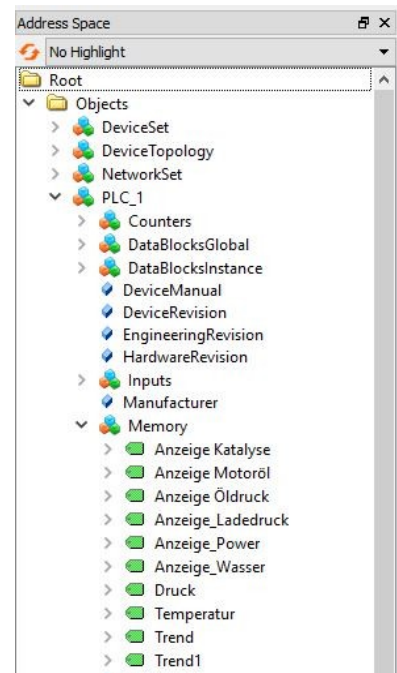 Address Space
No Highlight
Root
Objects
DeviceSet
DeviceTopology
NetworkSet
PLC_1
Counters
DataBlocksGlobal
DataBlocksInstance
DeviceManual
DeviceRevision
EngineeringRevision
HardwareRevision
Inputs
Manufacturer
Memory
Anzeige Katalyse
Anzeige Motoröl
Anzeige Öldruck
Anzeige_Ladedruck
Anzeige_Power
Anzeige_Wasser
Druck
Temperatur
Trend
Trend1